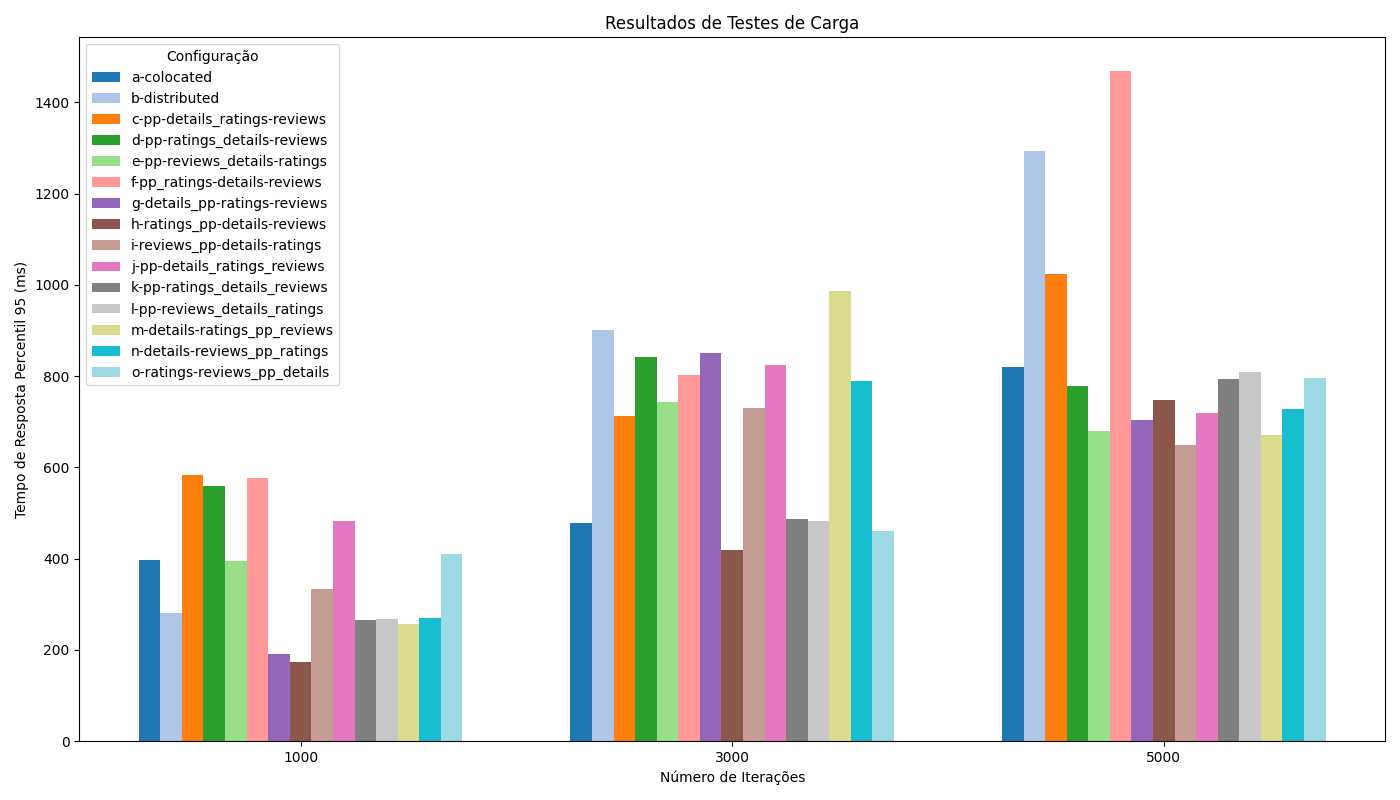 Resultados de Testes de Carga
Configuração
a-colocated
b-distributed
c-pp-details_ratings-reviews
d-pp-ratings_details-reviews
e-pp-reviews_details-ratings
f-pp_ratings-details-reviews
g-details_pp-ratings-reviews
h-ratings_pp-details-reviews
i-reviews_pp-details-ratings
j-pp-details_ratings_reviews
k-pp-ratings_details_reviews
l-pp-reviews_details_ratings
m-details-ratings_pp_reviews
n-details-reviews_pp_ratings
o-ratings-reviews_pp_details
Tempo de Resposta Percentil 95 (ms)
1400
1200
1000
800
600
400
200
0
1000
3000
5000
Número de Iterações